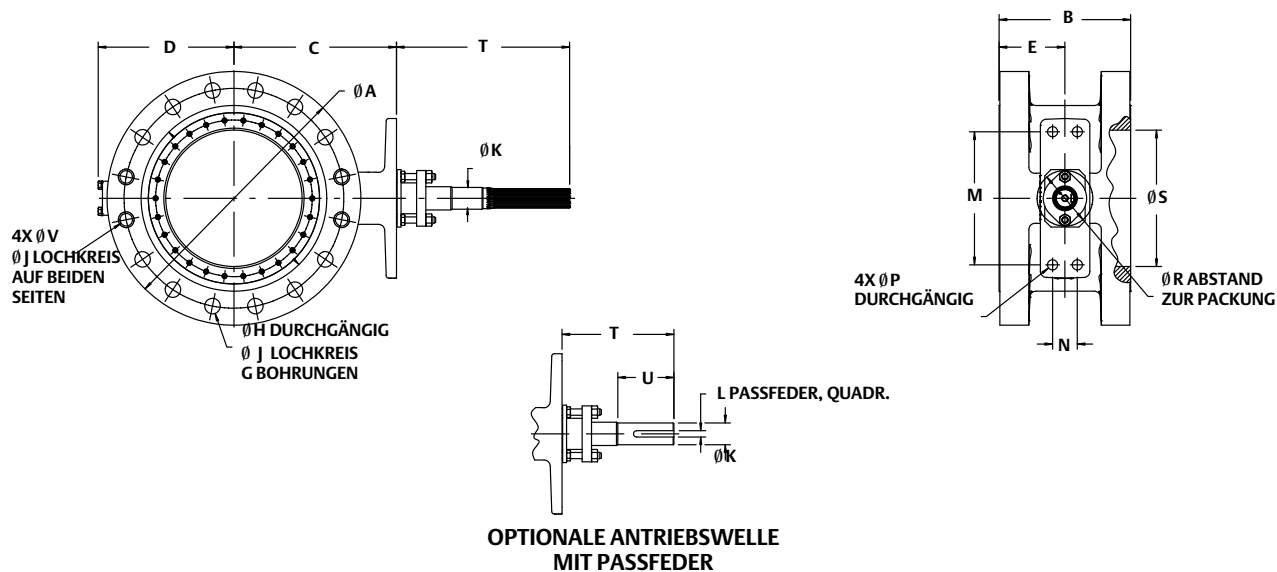 D
C
T
B
E
ØA
ØK
M
ØS
4X ØV
ØJ LOCHKREIS
AUF BEIDEN
SEITEN
4X ØP
DURCHGÄNGIG
ØR ABSTAND
ZUR PACKUNG
N
ØH DURCHGÄNGIG
Ø J LOCHKREIS
G BOHRUNGEN
T
U
L PASSFEDER, QUADR.
ØK
OPTIONALE ANTRIEBSWELLE
MIT PASSFEDER